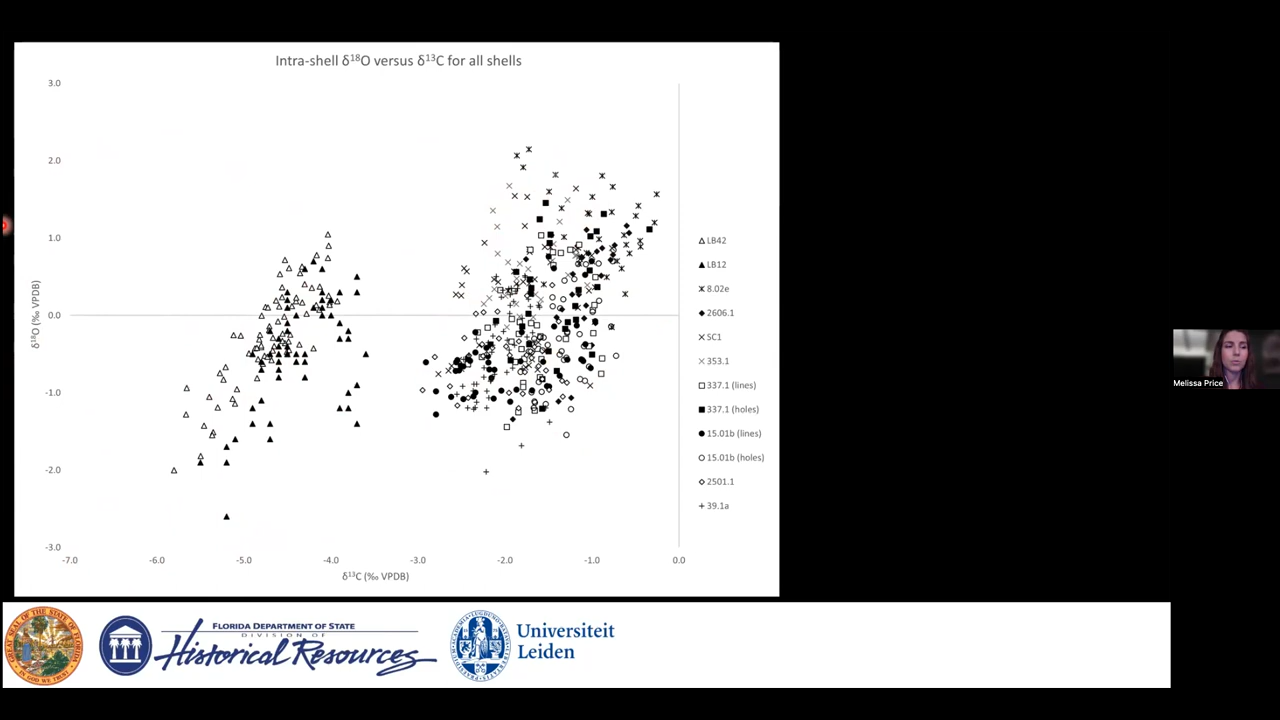 Intra-shell δ¹⁸O versus δ¹³C for all shells
3.0
2.0
1.0
0.0
-1.0
-2.0
-3.0
δ¹⁸O (‰ VPDB)
-7.0 -6.0 -5.0 -4.0 -3.0 -2.0 -1.0 0.0
δ¹³C (‰ VPDB)
LB42
LB12
8.02e
2606.1
SC1
353.1
337.1 (lines)
337.1 (holes)
15.01b (lines)
15.01b (holes)
2501.1
39.1a
Melissa Price
FLORIDA DEPARTMENT OF STATE
DIVISION OF
Historical Resources
Universiteit
Leiden